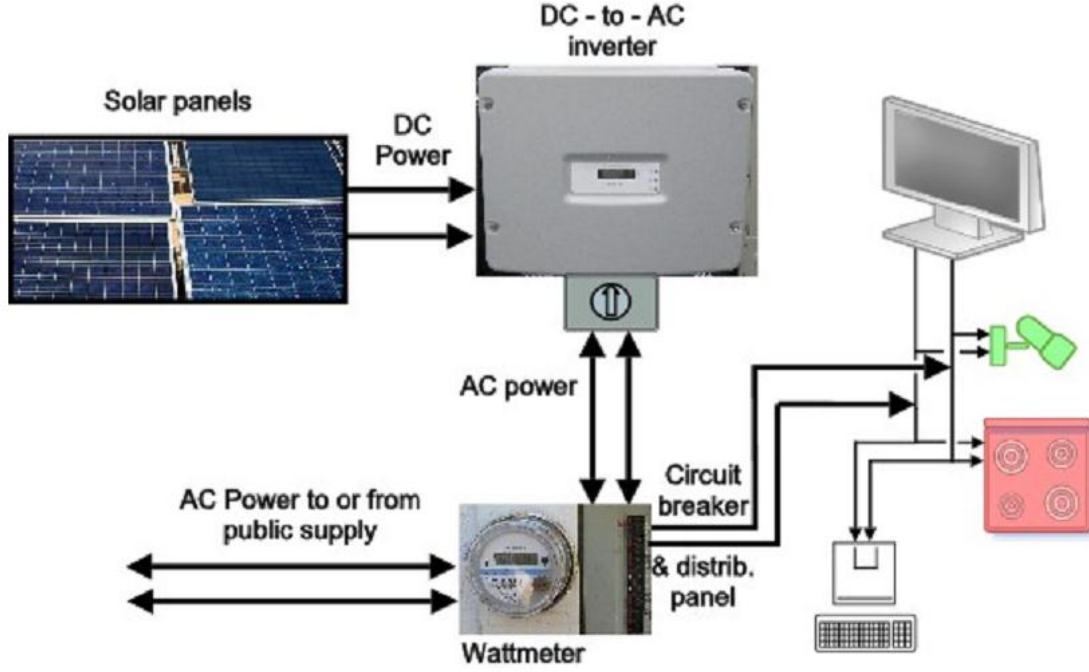 DC - to - AC
inverter
Solar panels
DC
Power
AC power
Circuit
breaker
AC Power to or from
public supply
& distrib.
panel
Wattmeter